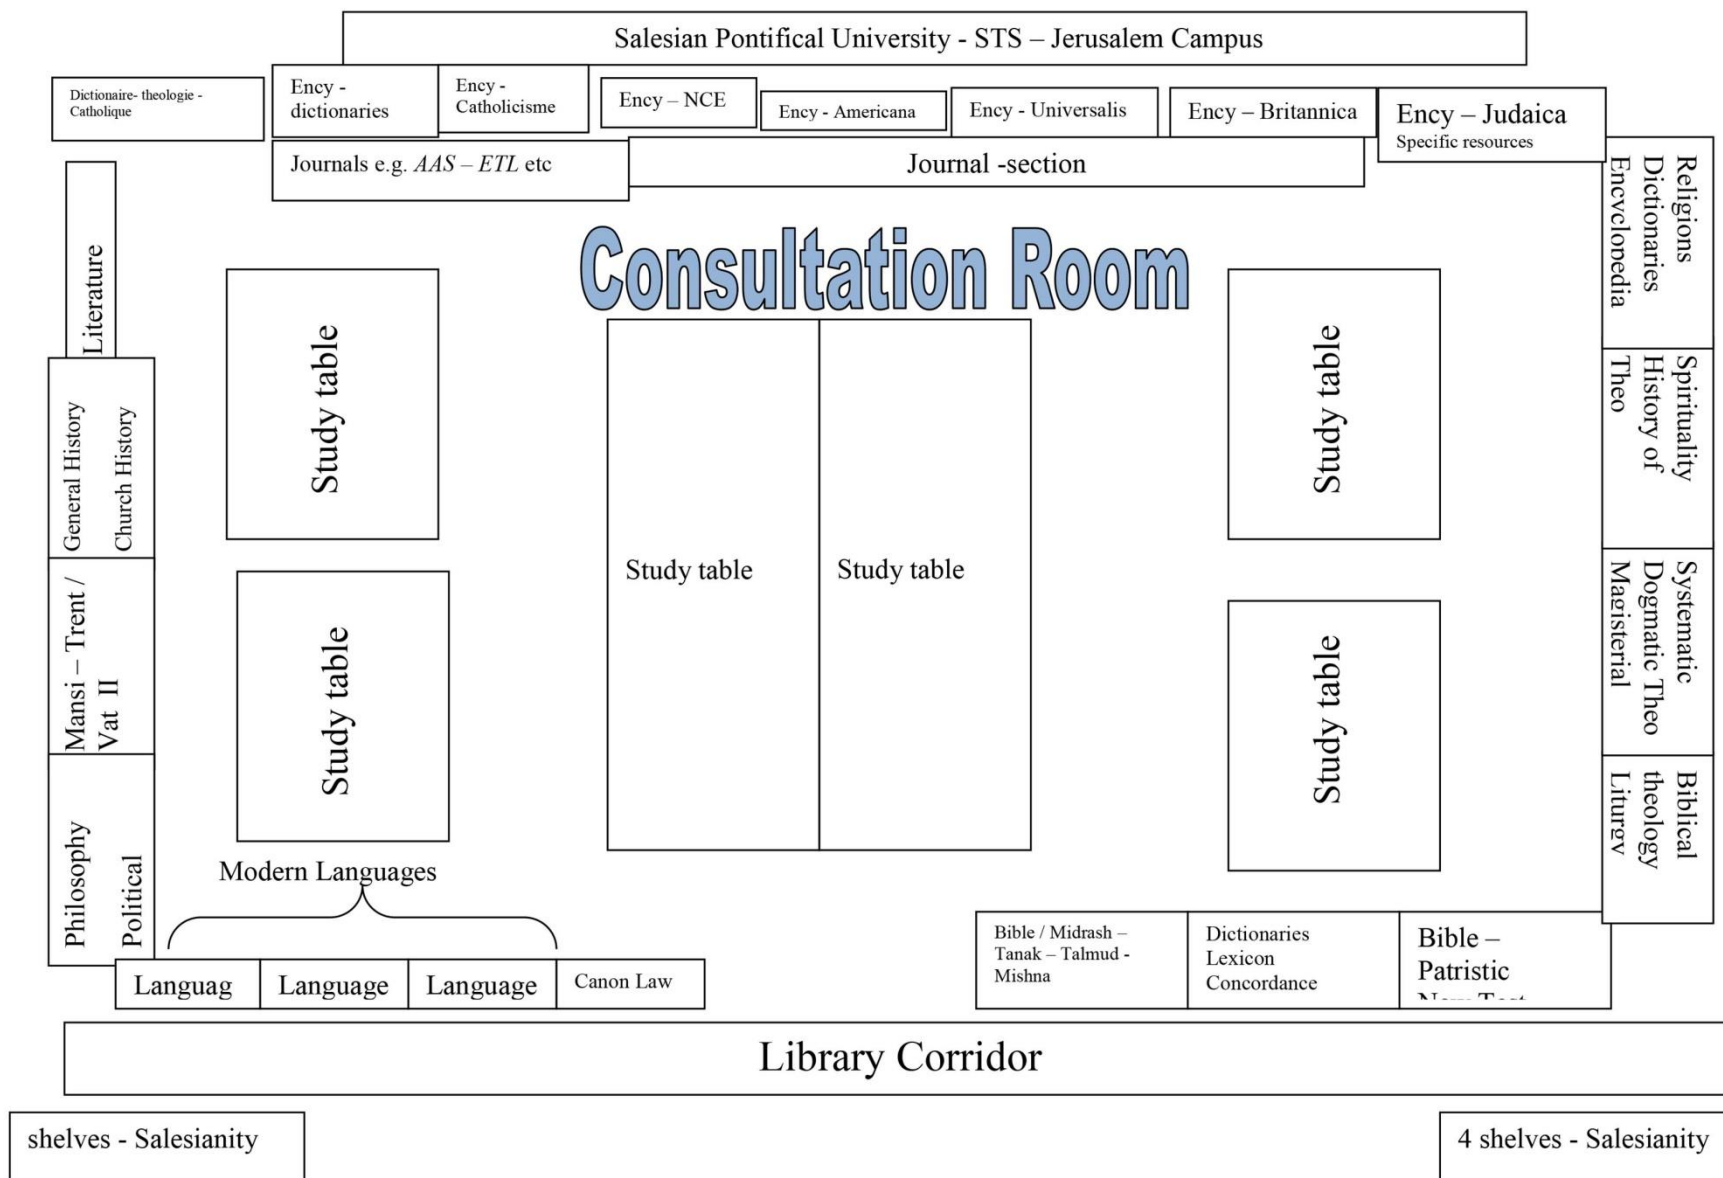 Salesian Pontifical University - STS – Jerusalem Campus
Dictionaire- theologie -
Catholique
Ency -
dictionaries
Ency -
Catholicisme
Ency – NCE
Ency - Americana
Ency - Universalis
Ency – Britannica
Ency – Judaica
Specific resources
Journals e.g. AAS – ETL etc
Journal -section
Consultation Room
Literature
General History
Church History
Mansi – Trent /
Vat II
Philosophy
Political
Study table
Study table
Study table
Study table
Study table
Study table
Religions
Dictionaries
Encyclopedia
Spirituality
History of
Theo
Systematic
Dogmatic Theo
Magisterial
Biblical
theology
Liturgy
Modern Languages
Languag
Language
Language
Canon Law
Bible / Midrash –
Tanak – Talmud -
Mishna
Dictionaries
Lexicon
Concordance
Bible –
Patristic
New Test
Library Corridor
shelves - Salesianity
4 shelves - Salesianity